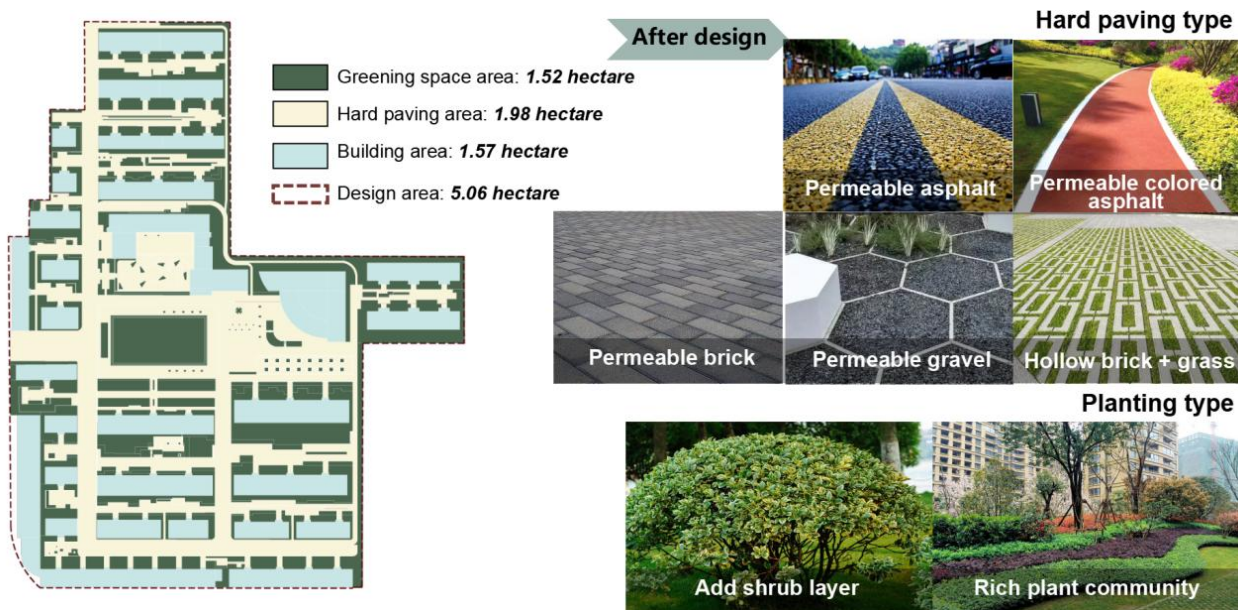 After design
Hard paving type
Greening space area: 1.52 hectare
Hard paving area: 1.98 hectare
Building area: 1.57 hectare
Design area: 5.06 hectare
Permeable asphalt
Permeable colored
asphalt
Permeable brick
Permeable gravel
Hollow brick + grass
Planting type
Add shrub layer
Rich plant community